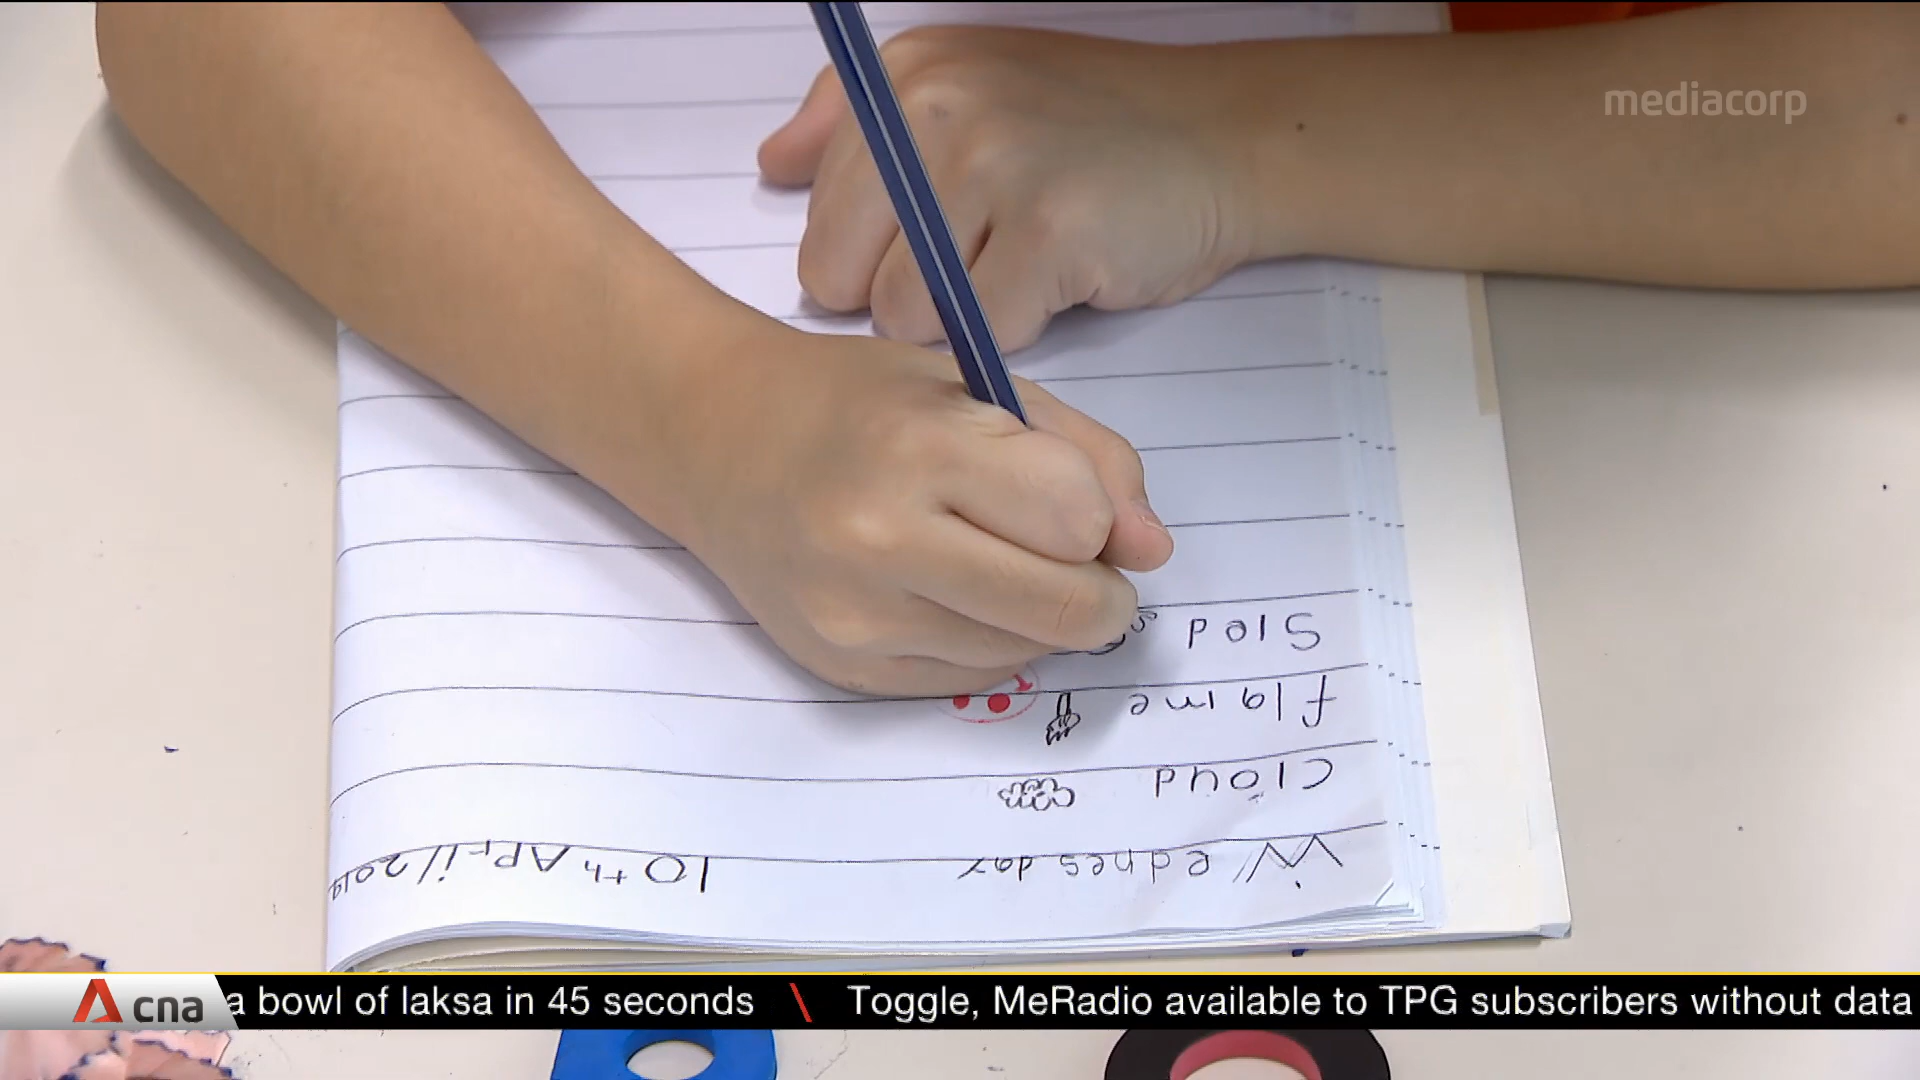 mediacorp
Wednesday 10th April 2019
Cloud
flame
Sled
cna a bowl of laksa in 45 seconds \ Toggle, MeRadio available to TPG subscribers without data